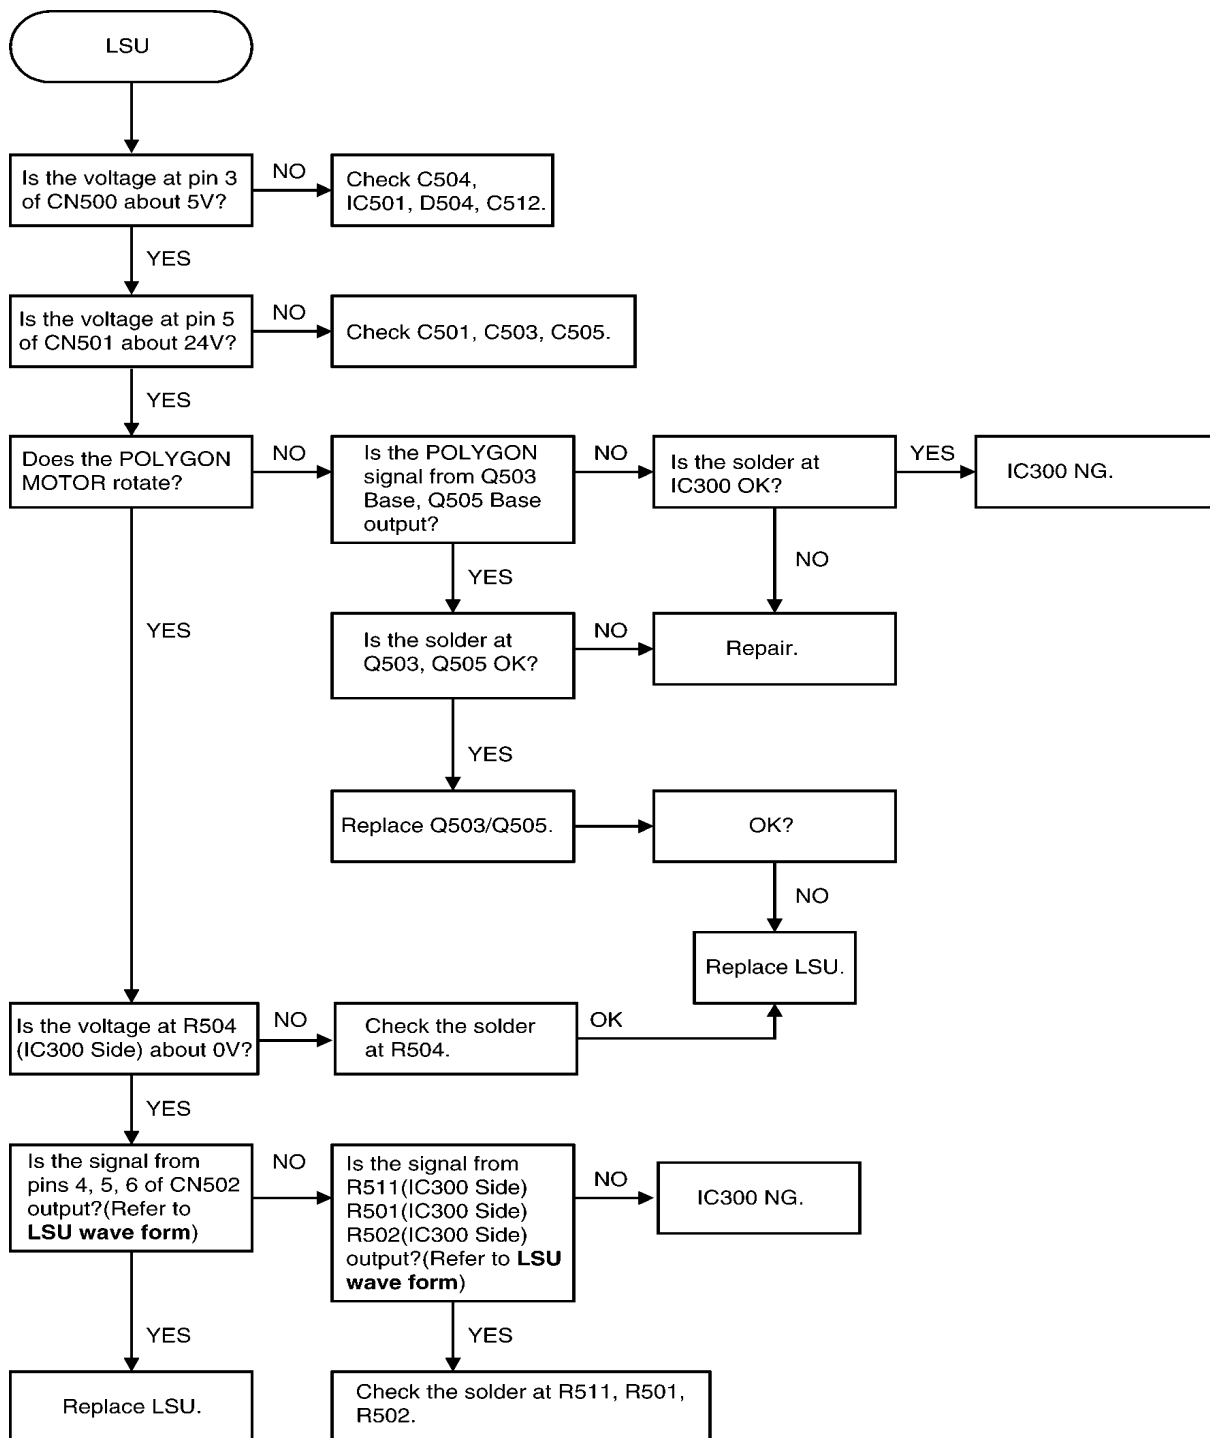 LSU
Is the voltage at pin 3
of CN500 about 5V?
NO
Check C504,
IC501, D504, C512.
YES
Is the voltage at pin 5
of CN501 about 24V?
NO
Check C501, C503, C505.
YES
Does the POLYGON
MOTOR rotate?
NO
Is the POLYGON
signal from Q503
Base, Q505 Base
output?
NO
Is the solder at
IC300 OK?
YES
IC300 NG.
NO
YES
YES
Is the solder at
Q503, Q505 OK?
NO
Repair.
YES
Replace Q503/Q505.
OK?
NO
Replace LSU.
Is the voltage at R504
(IC300 Side) about 0V?
NO
Check the solder
at R504.
OK
YES
Is the signal from
pins 4, 5, 6 of CN502
output?(Refer to
LSU wave form)
NO
Is the signal from
R511(IC300 Side)
R501(IC300 Side)
R502(IC300 Side)
output?(Refer to LSU
wave form)
NO
IC300 NG.
YES
YES
Replace LSU.
Check the solder at R511, R501,
R502.